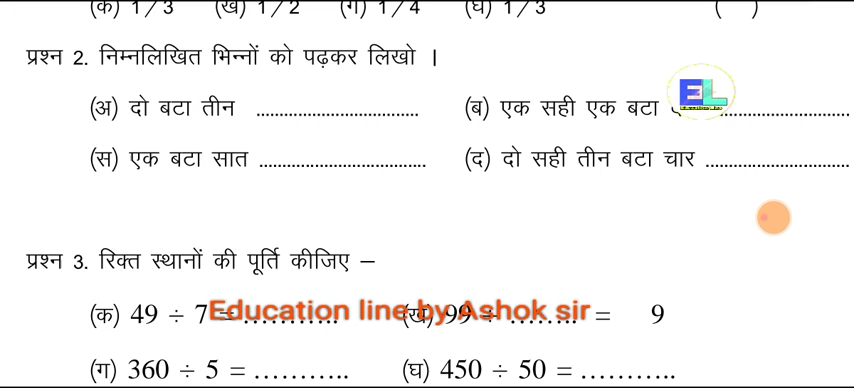 (क) 1/3 (ख) 1/2 (ग) 1/4 (घ) 1/3 ( )
प्रश्न 2. निम्नलिखित भिन्नों को पढ़कर लिखो ।
(अ) दो बटा तीन ................................... (ब) एक सही एक बटा ............................
EL
(स) एक बटा सात .................................... (द) दो सही तीन बटा चार ...............................
प्रश्न 3. रिक्त स्थानों की पूर्ति कीजिए –
(क) 49 ÷ 7 = ……….. (ख) 99 ÷ …….. = 9
Education line by Ashok sir
(ग) 360 ÷ 5 = ……….. (घ) 450 ÷ 50 = ………..